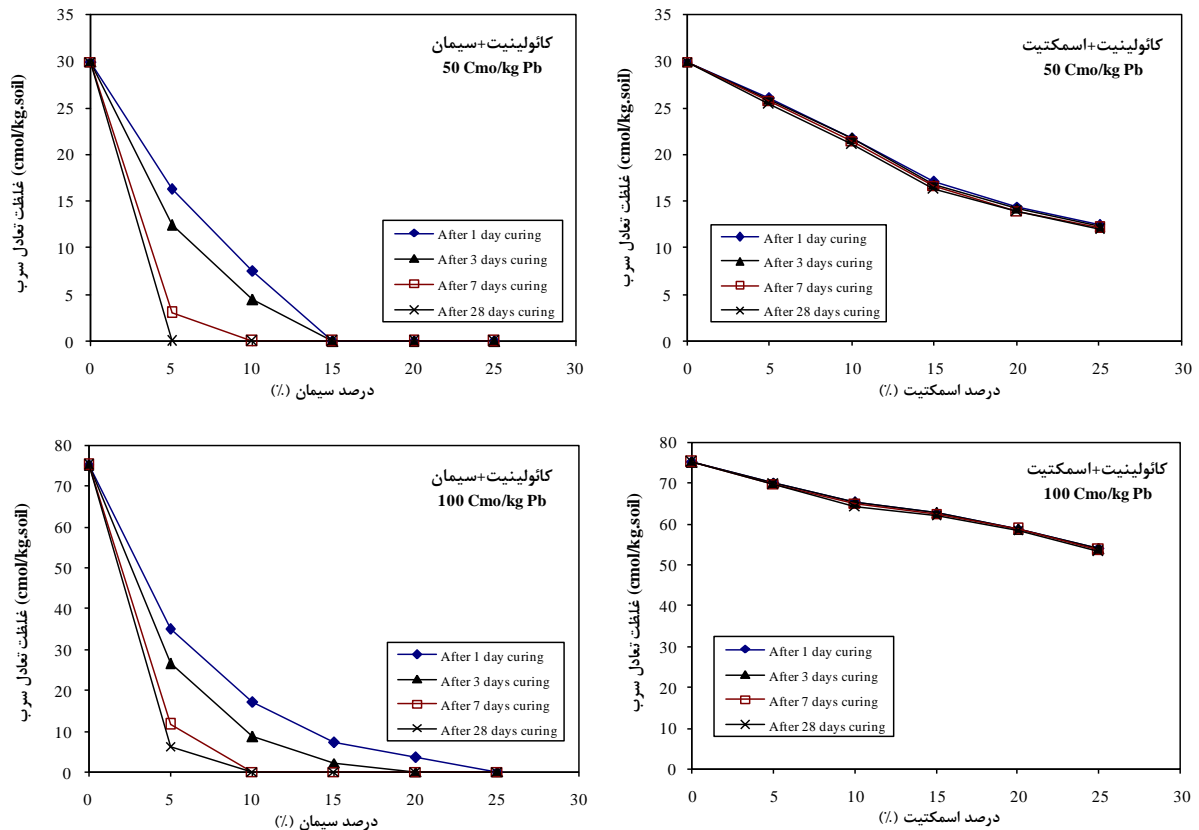 کائولینیت+سیمان
50 Cmo/kg Pb
غلظت تعادل سرب (cmol/kg.soil)
35
30
25
20
15
10
5
0
After 1 day curing
After 3 days curing
After 7 days curing
After 28 days curing
0 5 10 15 20 25 30
درصد سیمان (٪)
کائولینیت+اسمکتیت
50 Cmo/kg Pb
غلظت تعادل سرب (cmol/kg.soil)
35
30
25
20
15
10
5
0
After 1 day curing
After 3 days curing
After 7 days curing
After 28 days curing
0 5 10 15 20 25 30
درصد اسمکتیت (٪)
کائولینیت+سیمان
100 Cmo/kg Pb
غلظت تعادل سرب (cmol/kg.soil)
80
70
60
50
40
30
20
10
0
After 1 day curing
After 3 days curing
After 7 days curing
After 28 days curing
0 5 10 15 20 25 30
درصد سیمان (٪)
کائولینیت+اسمکتیت
100 Cmo/kg Pb
غلظت تعادل سرب (cmol/kg.soil)
80
70
60
50
40
30
20
10
0
After 1 day curing
After 3 days curing
After 7 days curing
After 28 days curing
0 5 10 15 20 25 30
درصد اسمکتیت (٪)